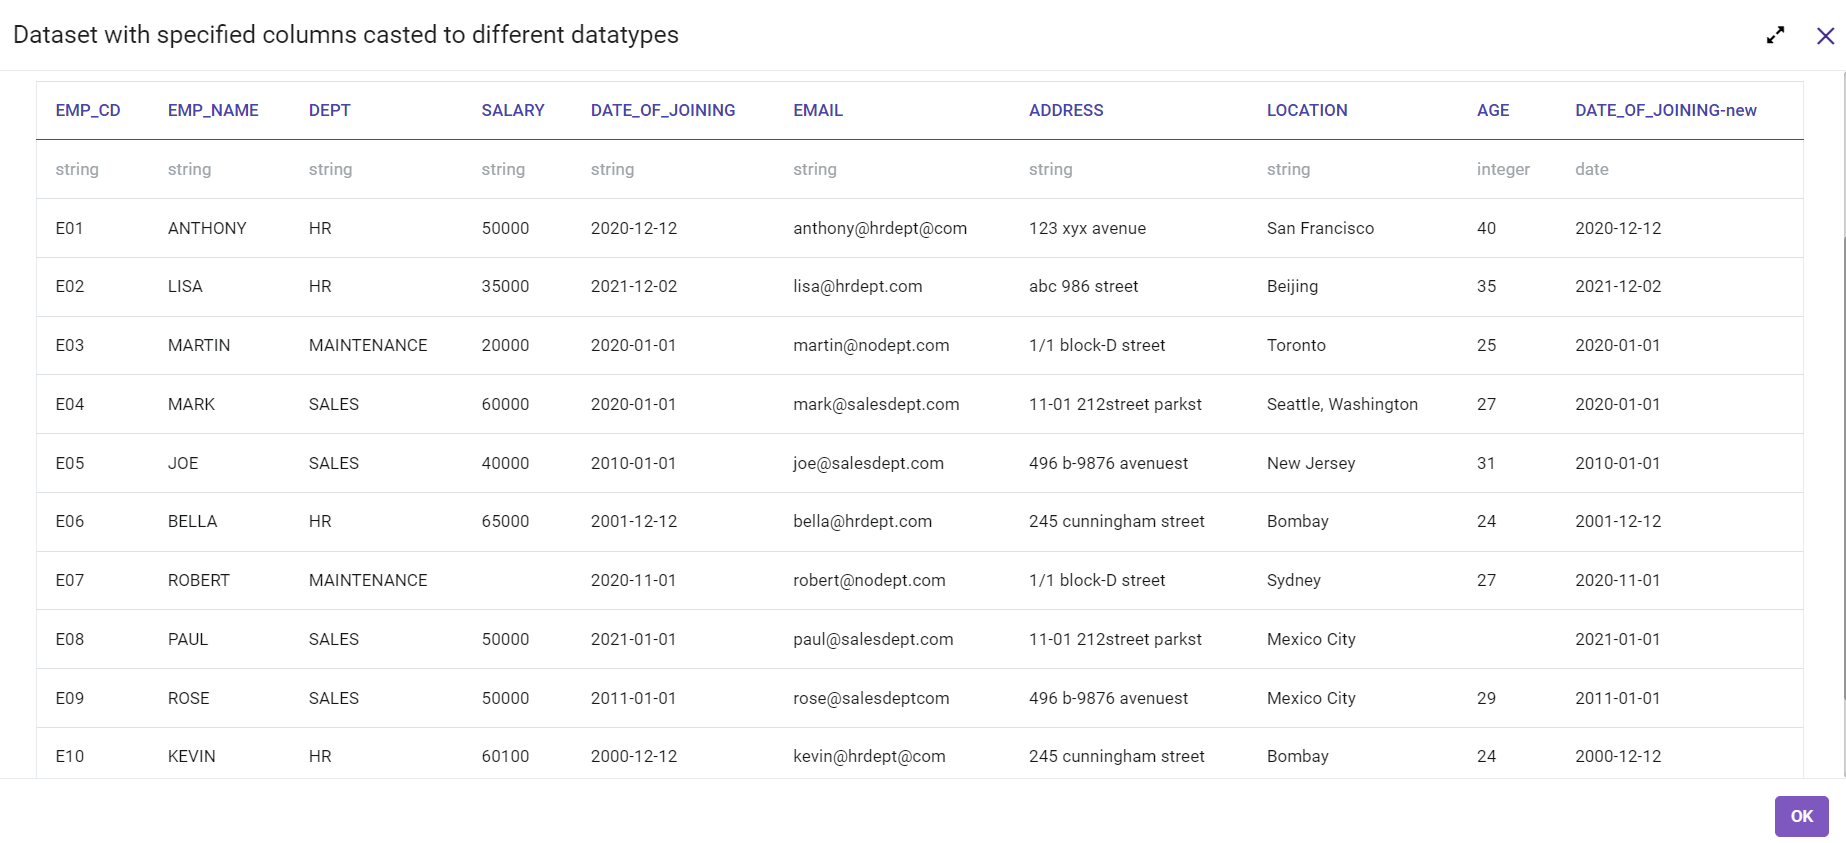 Dataset with specified columns casted to different datatypes
EMP_CD EMP_NAME DEPT SALARY DATE_OF_JOINING EMAIL ADDRESS LOCATION AGE DATE_OF_JOINING-new
string string string string string string string string integer date
E01 ANTHONY HR 50000 2020-12-12 anthony@hrdept@com 123 xyx avenue San Francisco 40 2020-12-12
E02 LISA HR 35000 2021-12-02 lisa@hrdept.com abc 986 street Beijing 35 2021-12-02
E03 MARTIN MAINTENANCE 20000 2020-01-01 martin@nodept.com 1/1 block-D street Toronto 25 2020-01-01
E04 MARK SALES 60000 2020-01-01 mark@salesdept.com 11-01 212street parkst Seattle, Washington 27 2020-01-01
E05 JOE SALES 40000 2010-01-01 joe@salesdept.com 496 b-9876 avenuest New Jersey 31 2010-01-01
E06 BELLA HR 65000 2001-12-12 bella@hrdept.com 245 cunningham street Bombay 24 2001-12-12
E07 ROBERT MAINTENANCE 2020-11-01 robert@nodept.com 1/1 block-D street Sydney 27 2020-11-01
E08 PAUL SALES 50000 2021-01-01 paul@salesdept.com 11-01 212street parkst Mexico City 2021-01-01
E09 ROSE SALES 50000 2011-01-01 rose@salesdeptcom 496 b-9876 avenuest Mexico City 29 2011-01-01
E10 KEVIN HR 60100 2000-12-12 kevin@hrdept@com 245 cunningham street Bombay 24 2000-12-12
OK